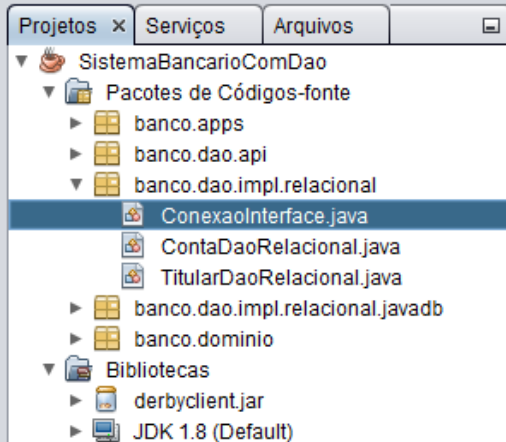 Projetos × Serviços Arquivos
SistemaBancarioComDao
Pacotes de Códigos-fonte
banco.apps
banco.dao.api
banco.dao.impl.relacional
ConexaoInterface.java
ContaDaoRelacional.java
TitularDaoRelacional.java
banco.dao.impl.relacional.javadb
banco.dominio
Bibliotecas
derbyclient.jar
JDK 1.8 (Default)